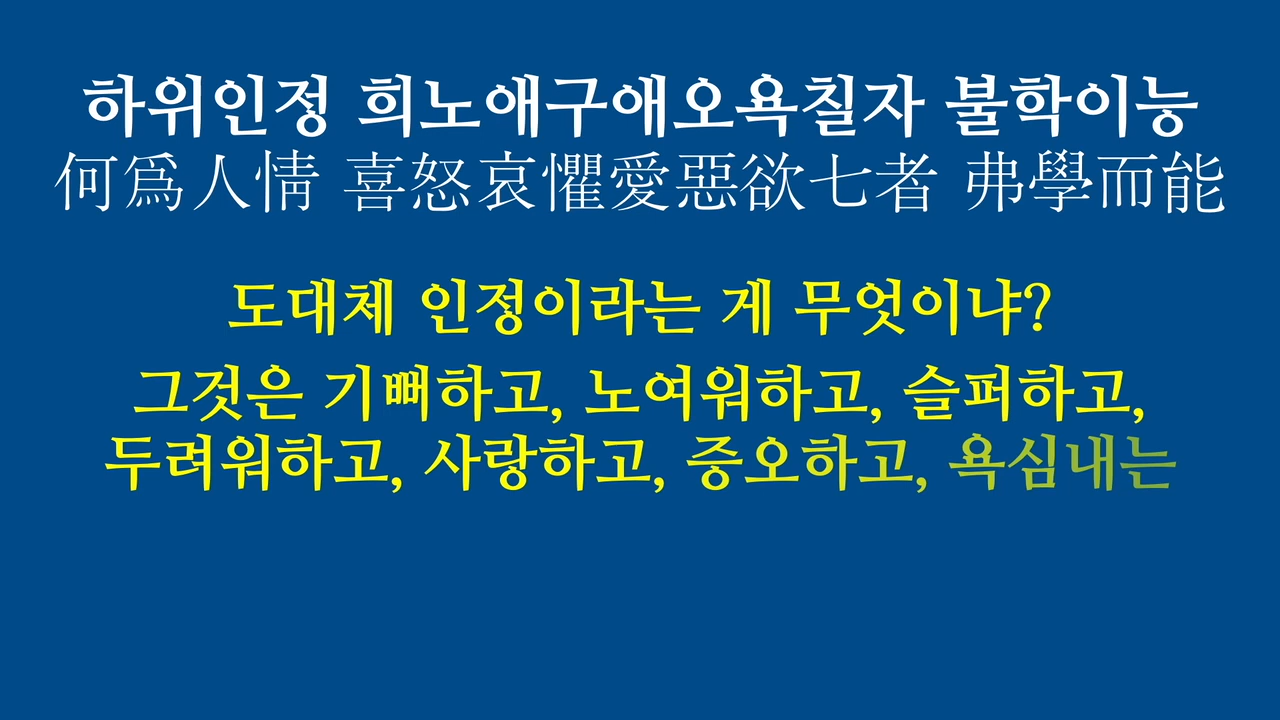 하위인정 희노애구애오욕칠자 불학이능
何爲人情 喜怒哀懼愛惡欲七者 弗學而能
도대체 인정이라는 게 무엇이냐?
그것은 기뻐하고, 노여워하고, 슬퍼하고,
두려워하고, 사랑하고, 증오하고, 욕심내는